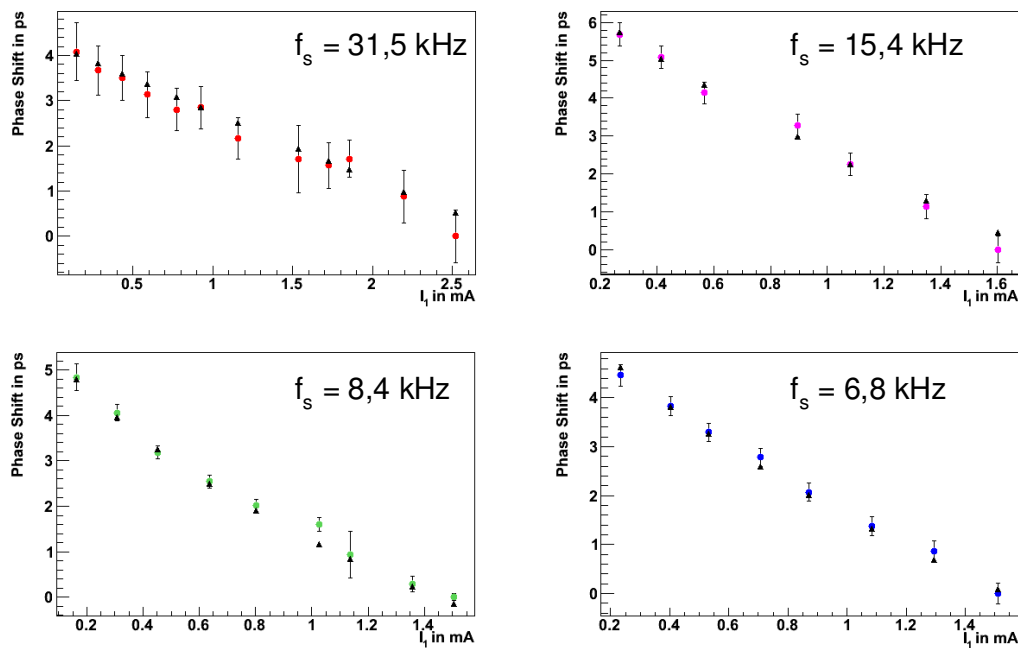 Phase Shift in ps
f_s = 31,5 kHz
4
3
2
1
0
0.5 1 1.5 2 2.5
I_1 in mA
Phase Shift in ps
f_s = 15,4 kHz
6
5
4
3
2
1
0
0.2 0.4 0.6 0.8 1 1.2 1.4 1.6
I_1 in mA
Phase Shift in ps
f_s = 8,4 kHz
5
4
3
2
1
0
0.2 0.4 0.6 0.8 1 1.2 1.4
I_1 in mA
Phase Shift in ps
f_s = 6,8 kHz
4
3
2
1
0
0.2 0.4 0.6 0.8 1 1.2 1.4
I_1 in mA